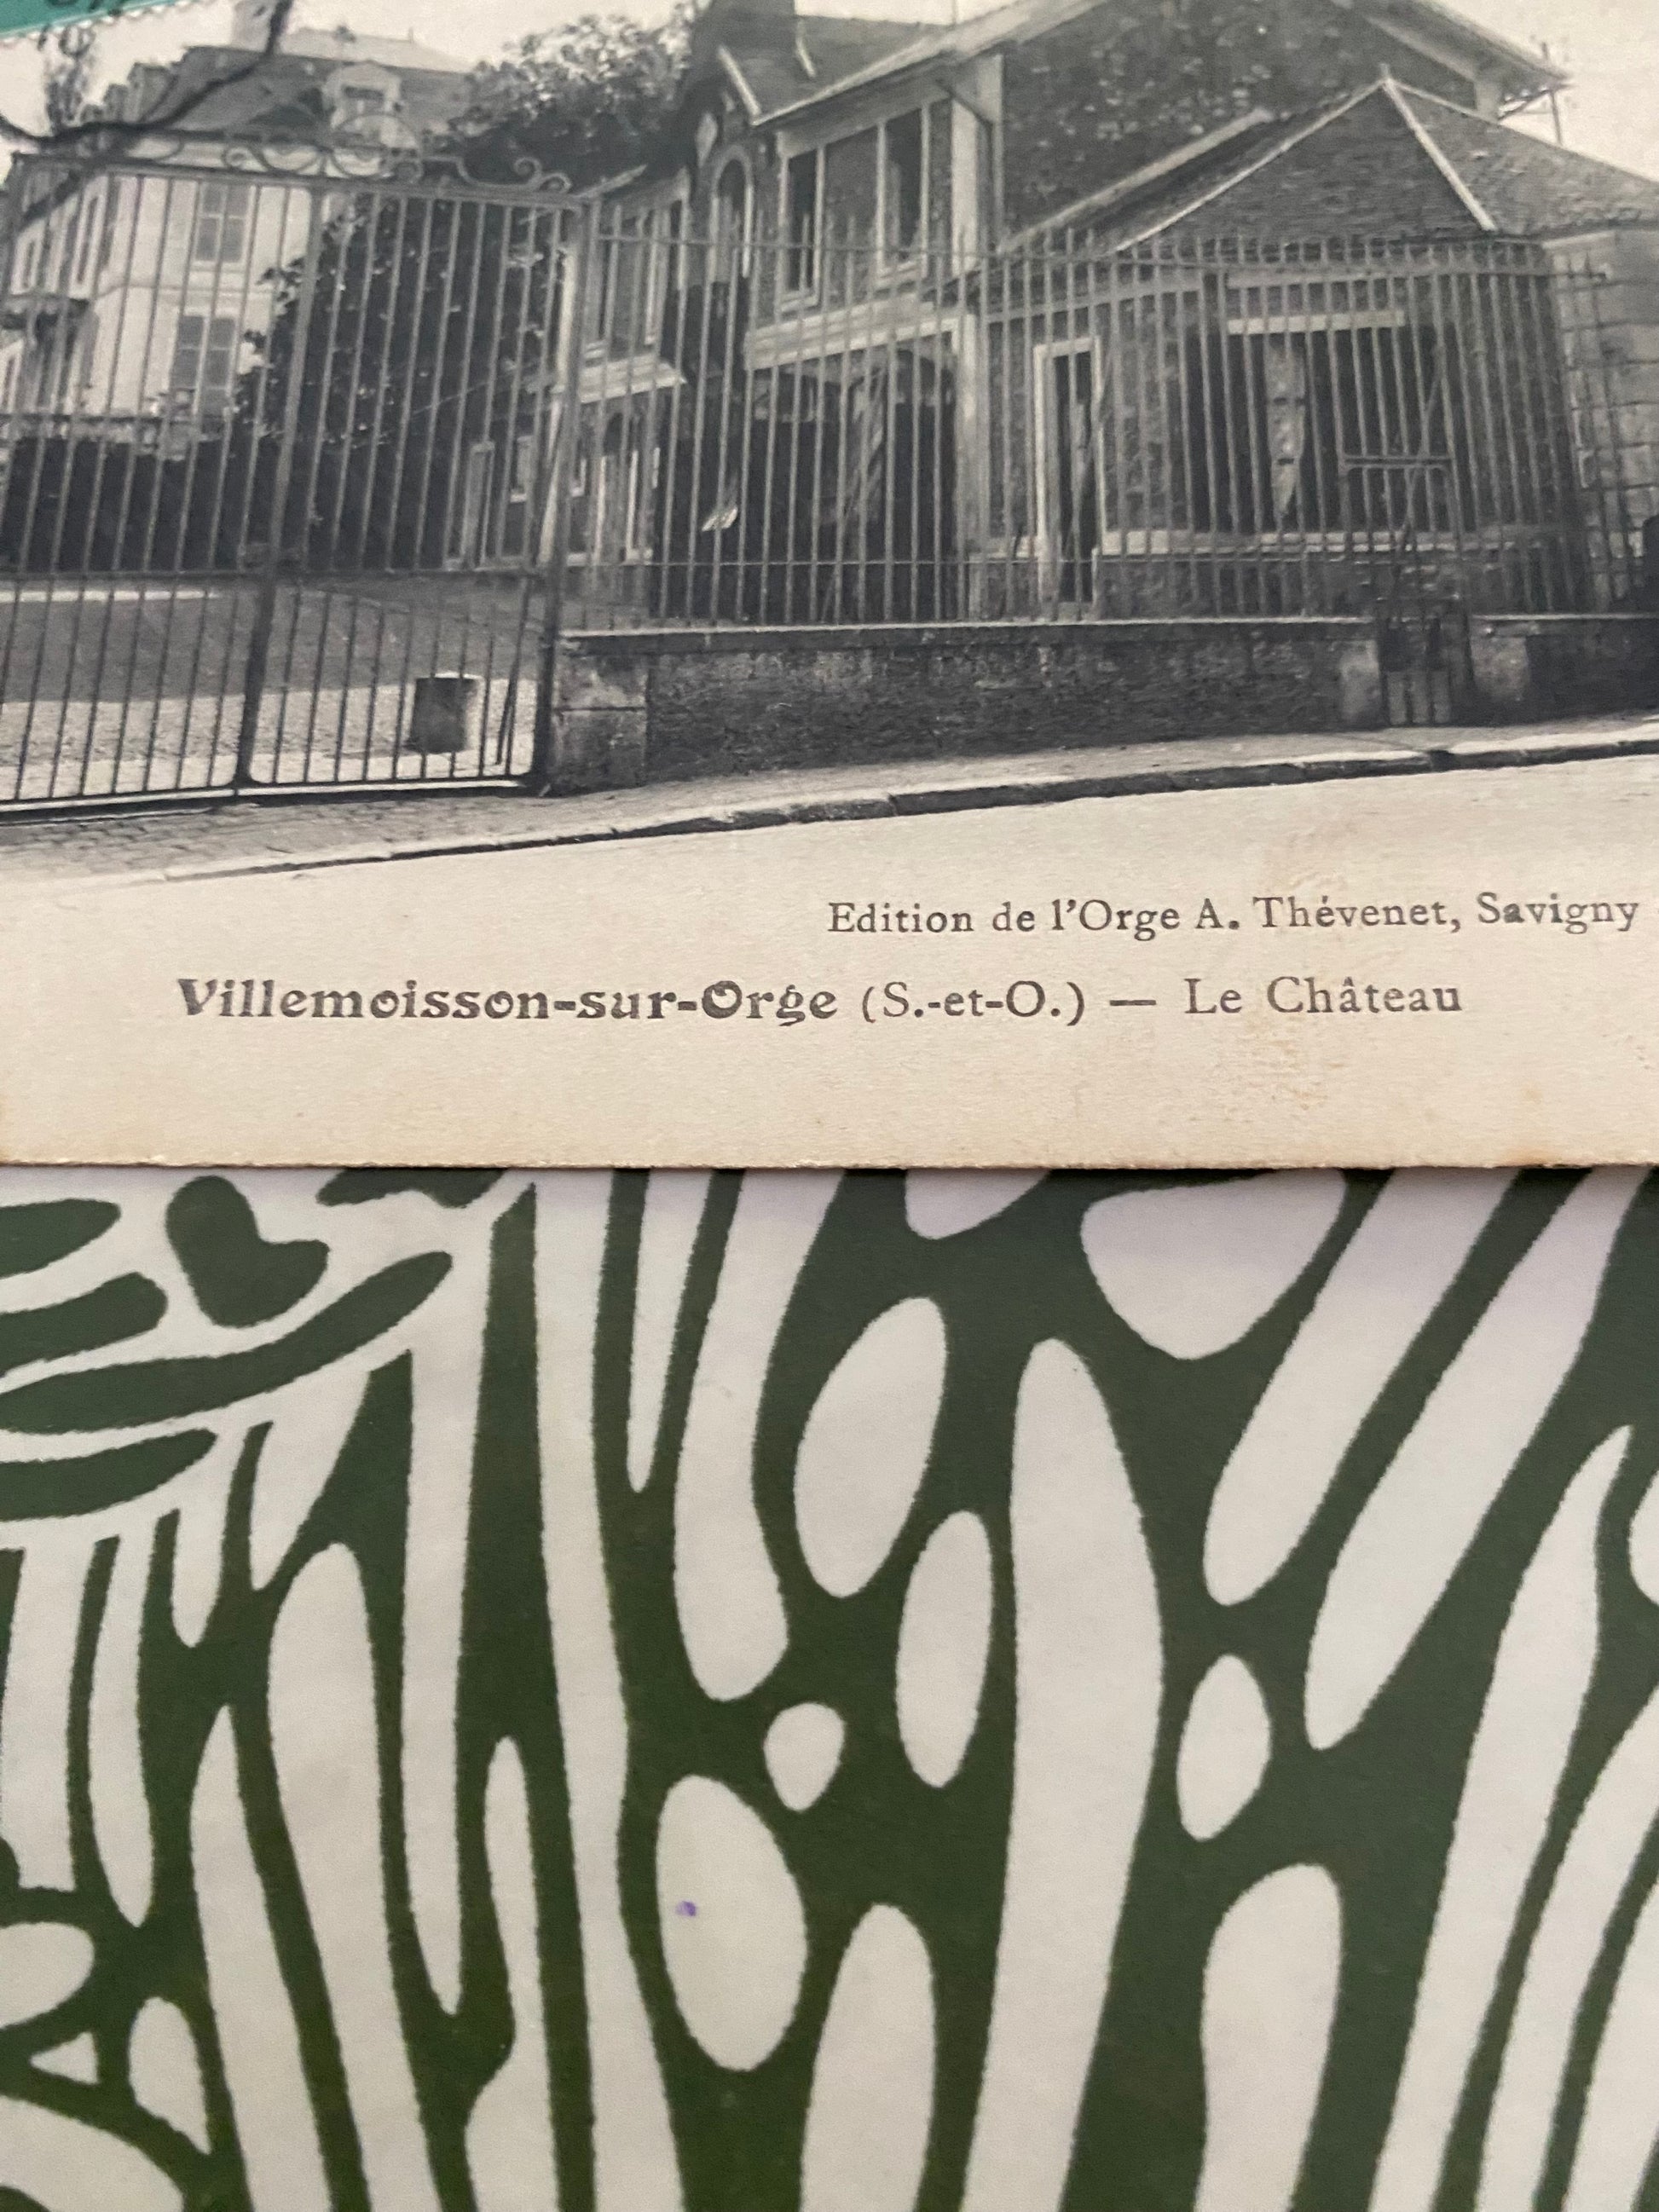 Edition de l'Orge A. Thévenet, Savigny
Villemoisson-sur-Orge (S.-et-O.) — Le Château